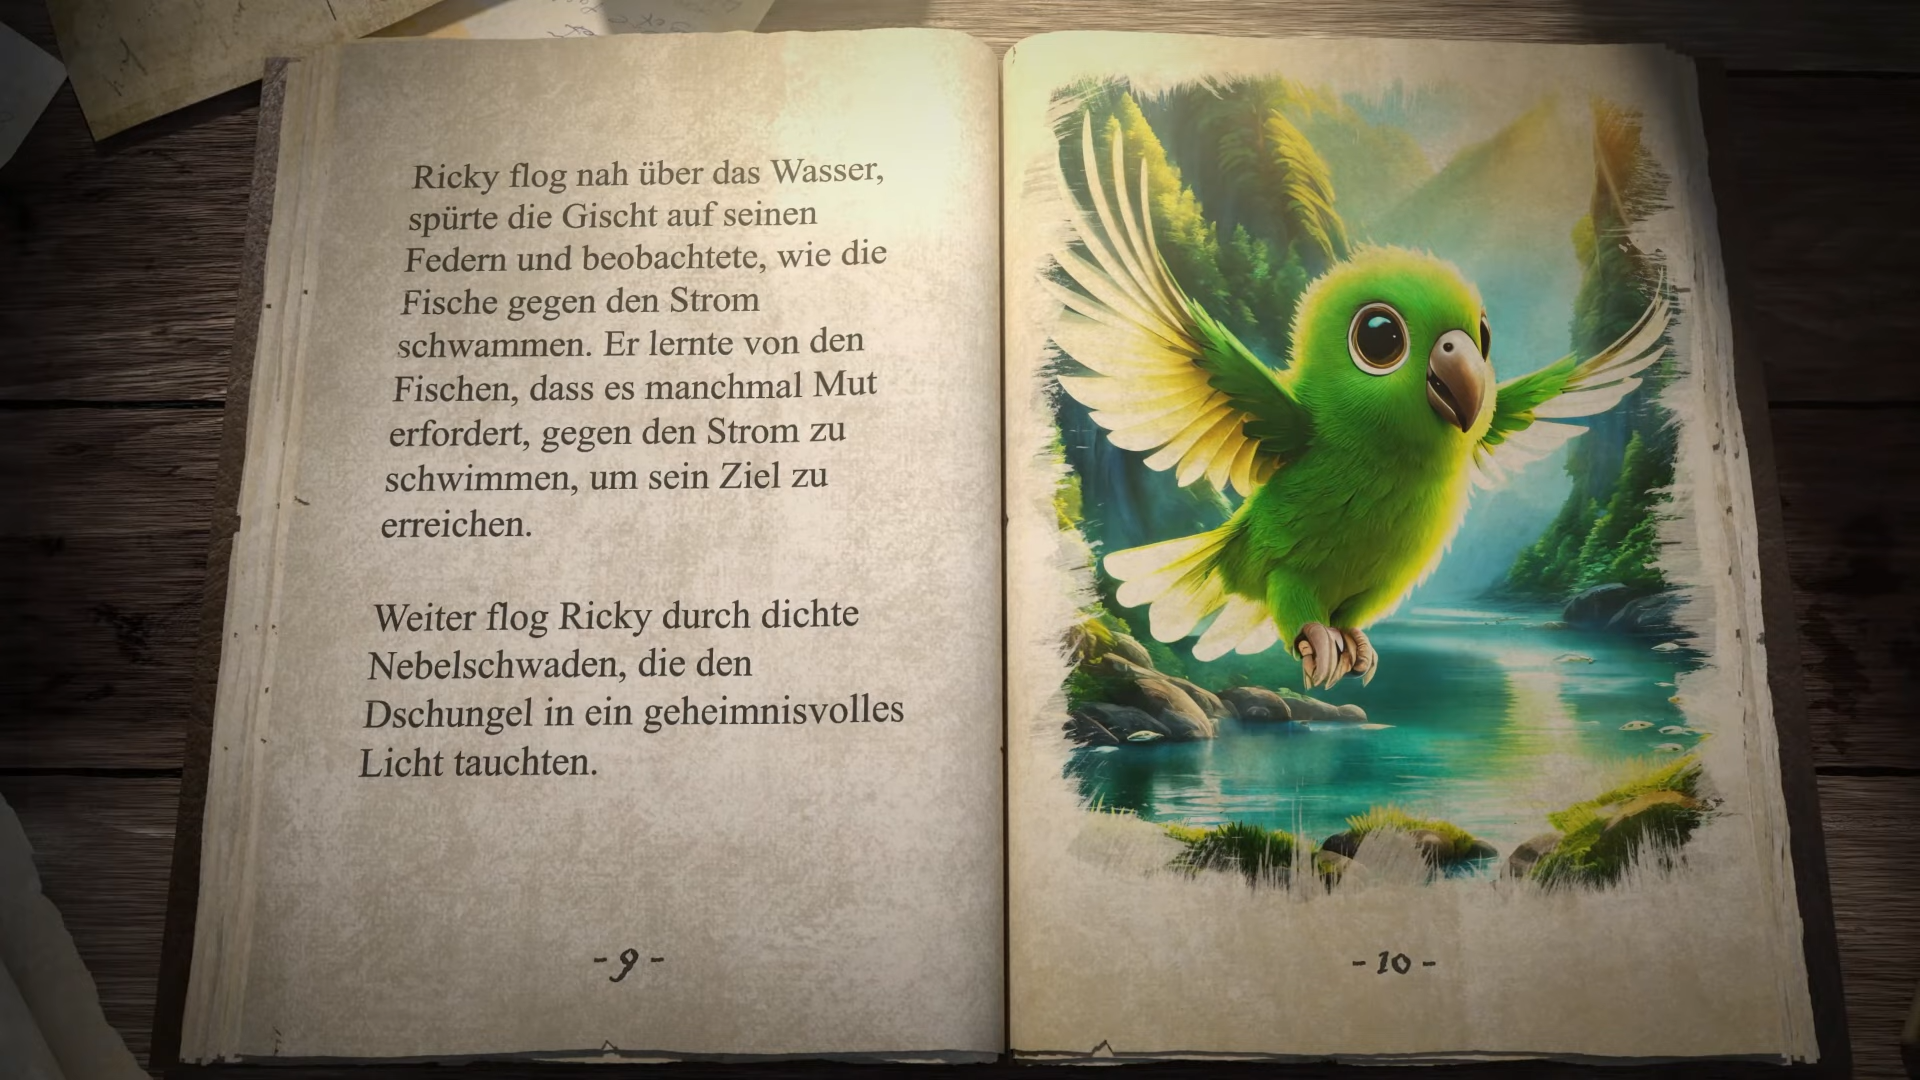 Ricky flog nah über das Wasser,
spürte die Gischt auf seinen
Federn und beobachtete, wie die
Fische gegen den Strom
schwammen. Er lernte von den
Fischen, dass es manchmal Mut
erfordert, gegen den Strom zu
schwimmen, um sein Ziel zu
erreichen.
Weiter flog Ricky durch dichte
Nebelschwaden, die den
Dschungel in ein geheimnisvolles
Licht tauchten.
- 9 -
- 10 -